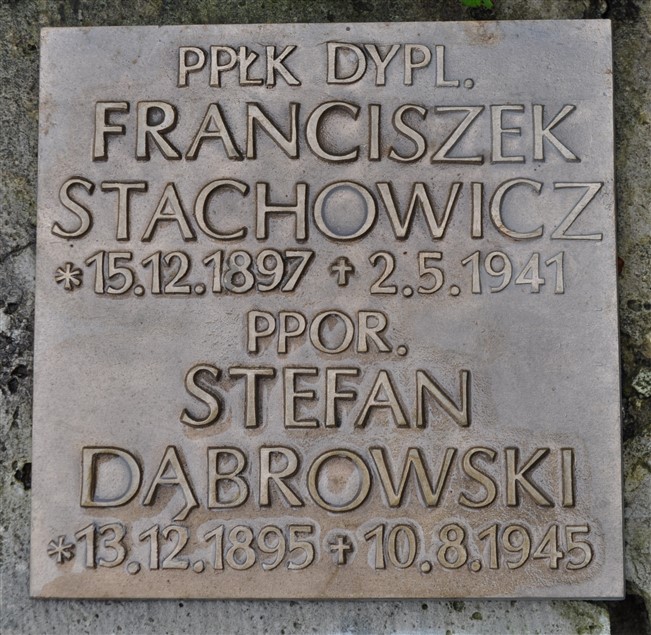 PPŁK DYPL.
FRANCISZEK
STACHOWICZ
*15.12.1897 ✝ 2.5.1941
PPOR.
STEFAN
DĄBROWSKI
*13.12.1895 ✝ 10.8.1945